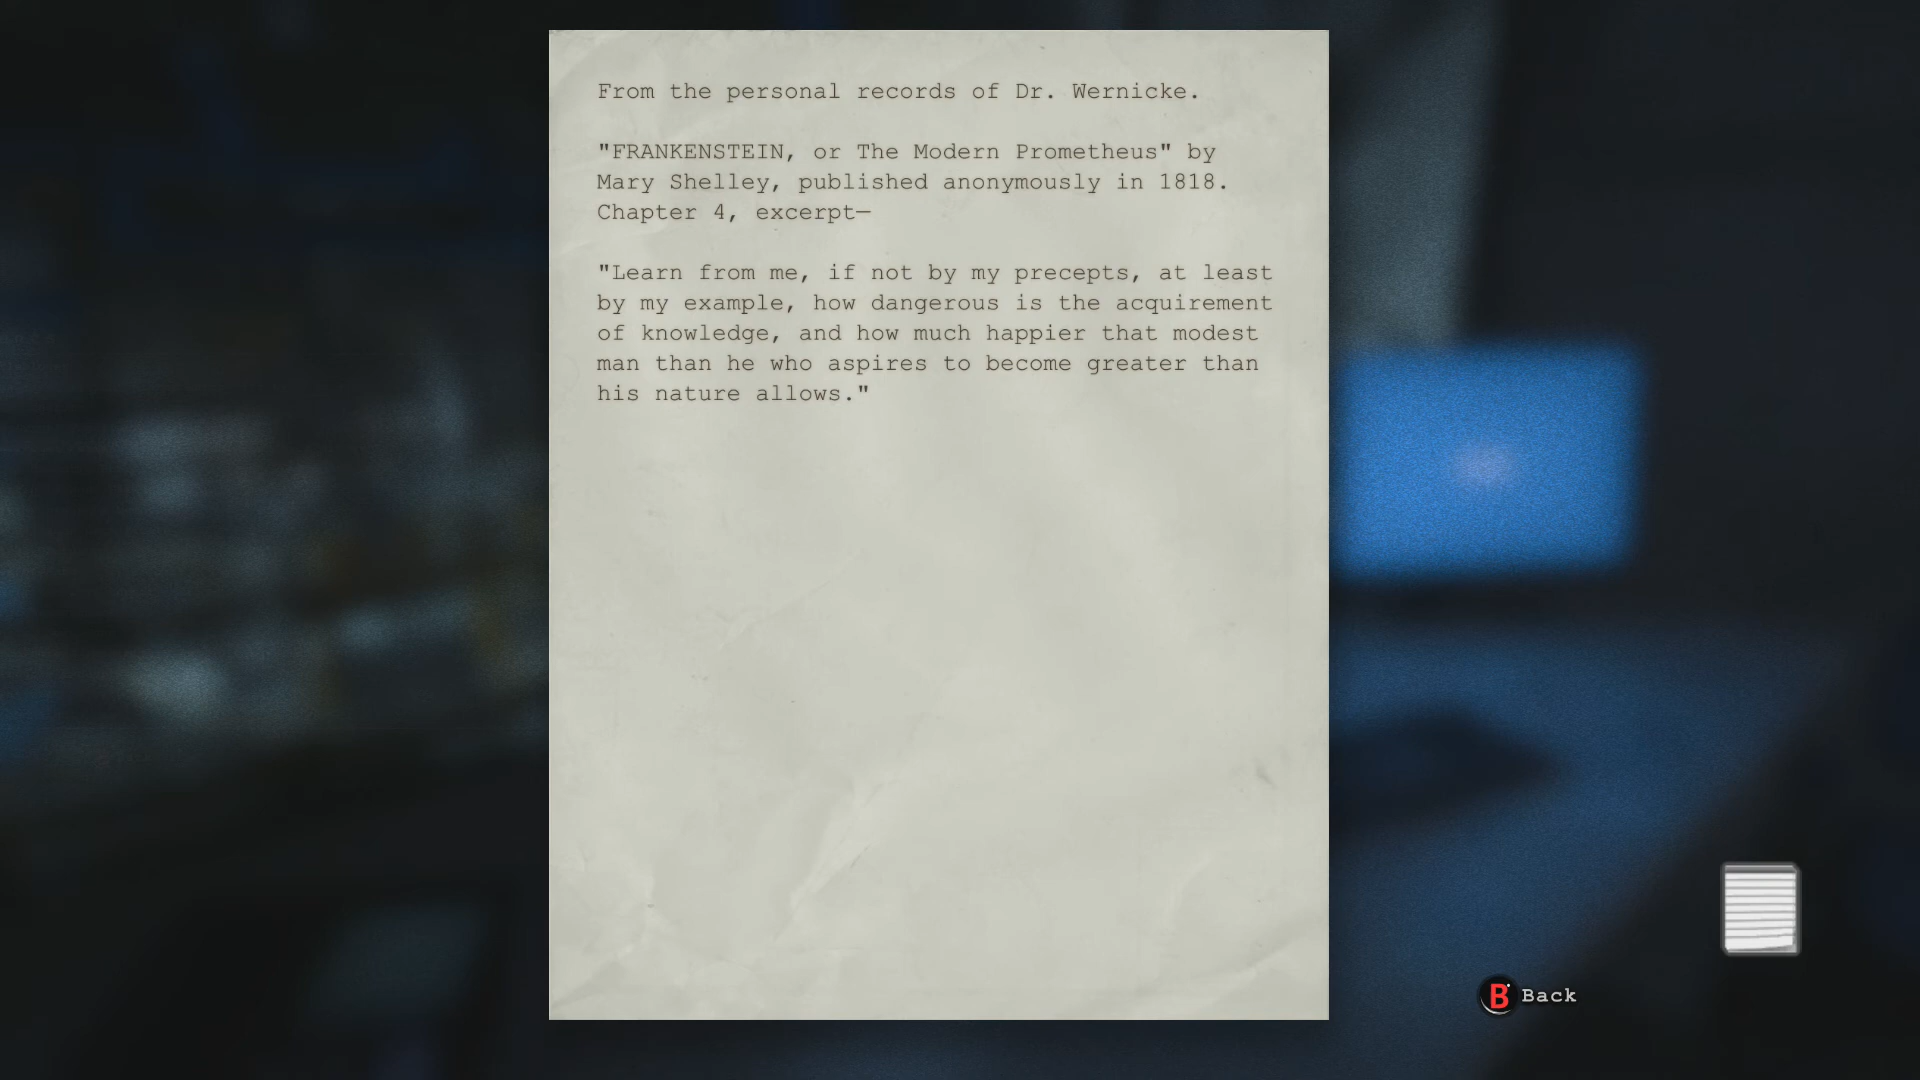 From the personal records of Dr. Wernicke.
"FRANKENSTEIN, or The Modern Prometheus" by
Mary Shelley, published anonymously in 1818.
Chapter 4, excerpt—
"Learn from me, if not by my precepts, at least
by my example, how dangerous is the acquirement
of knowledge, and how much happier that modest
man than he who aspires to become greater than
his nature allows."
B Back